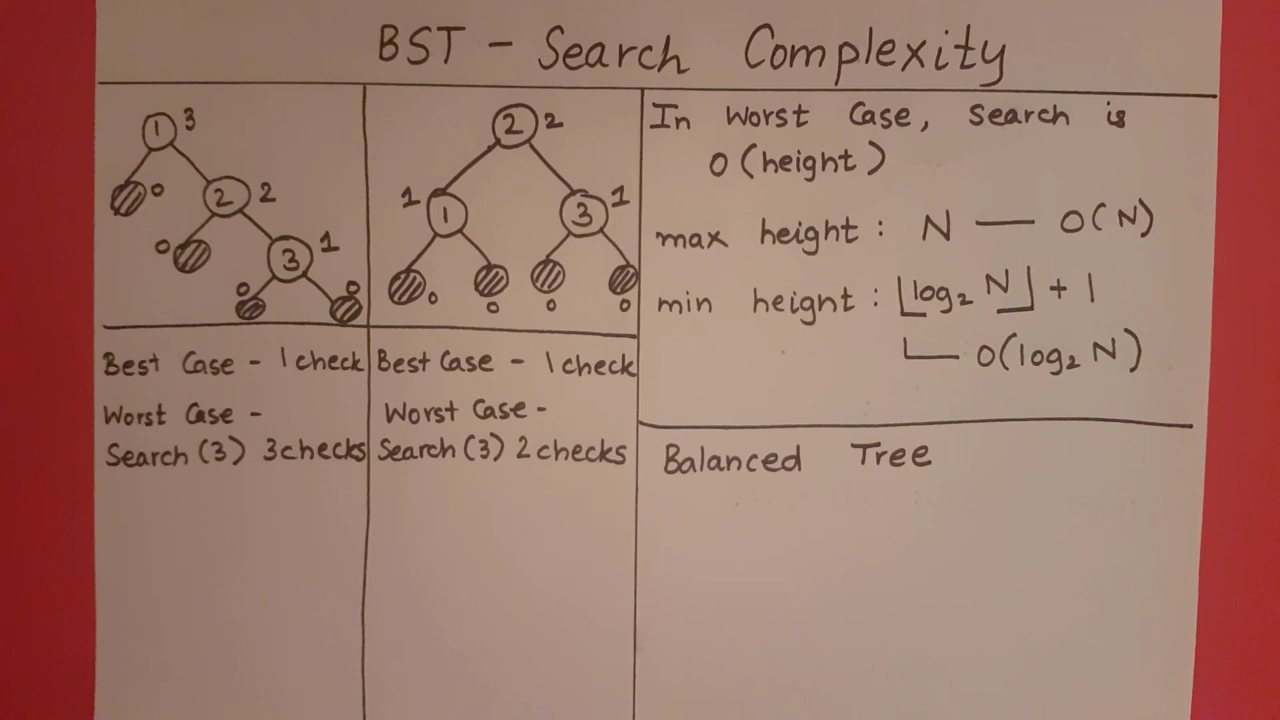 BST - Search Complexity
1 3
0 2 2
0 3 1
0 0
Best Case - 1 check
Worst Case -
Search (3) 3 checks
2 2
1 1 3 1
0 0 0 0
Best Case - 1 check
Worst Case -
Search (3) 2 checks
In Worst Case, Search is
O (height)
max height : N — O(N)
min height : ⌊log₂ N⌋ + 1
O(log₂ N)
Balanced Tree